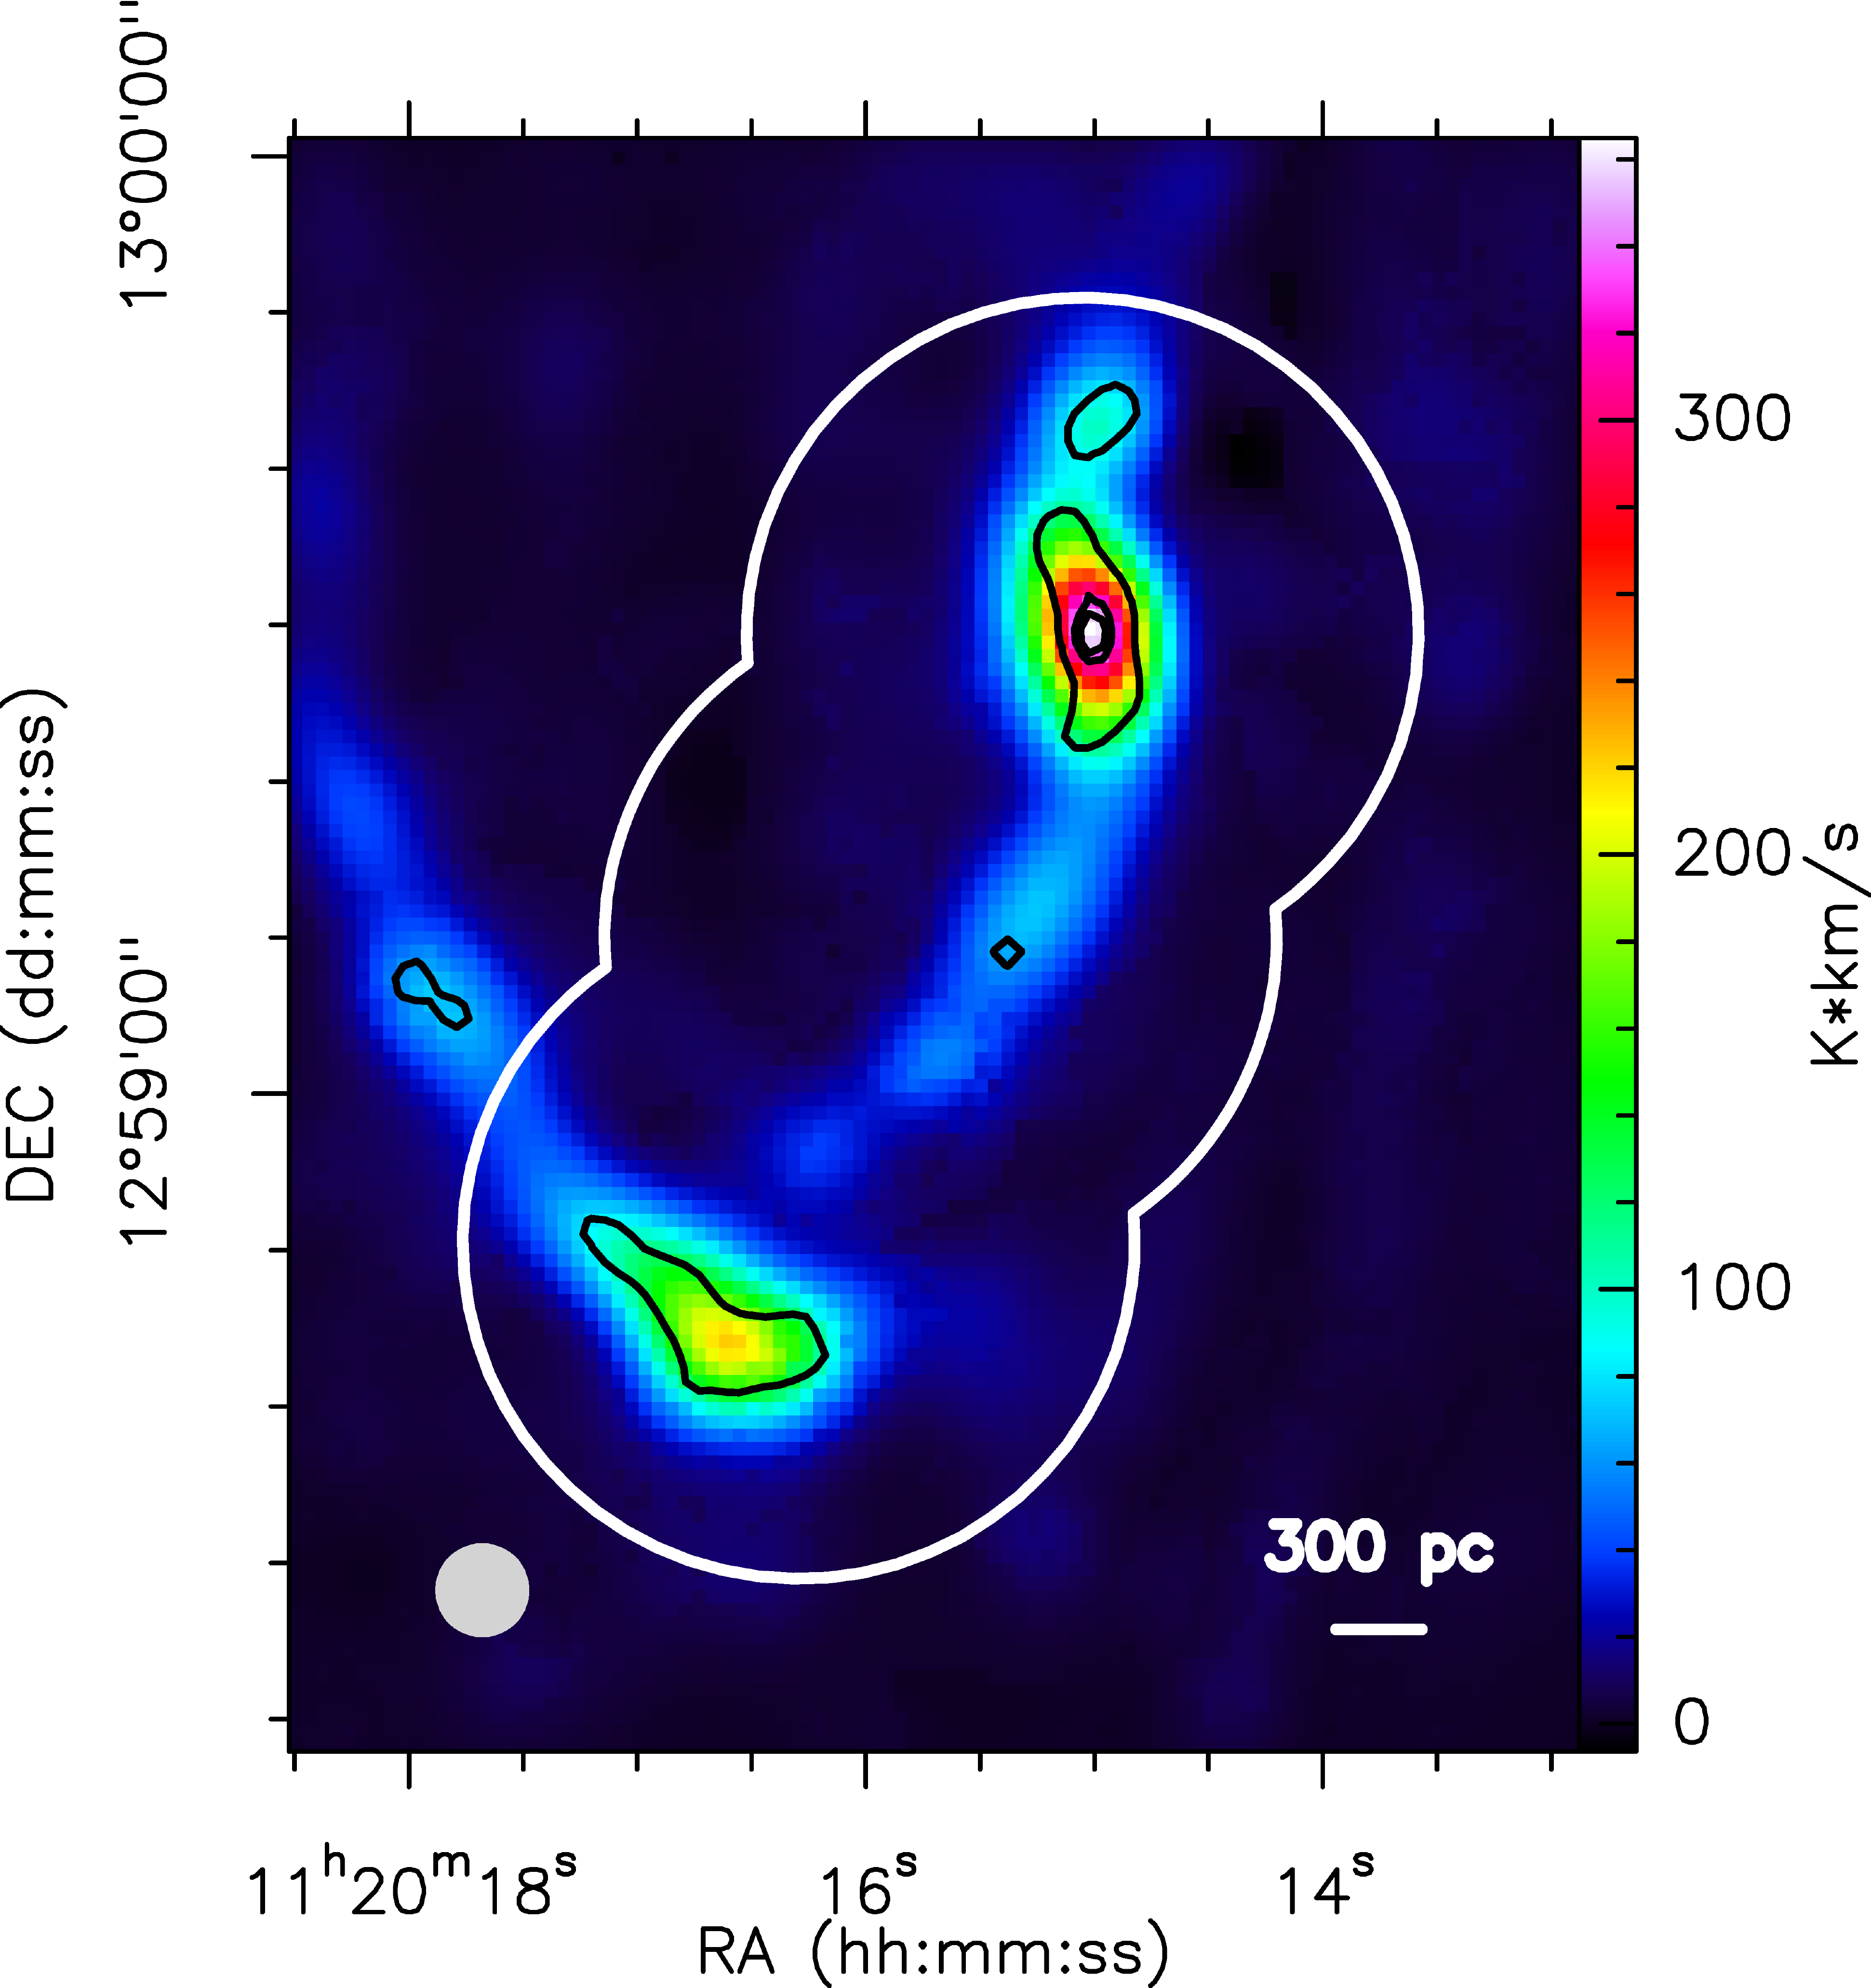 13°00'00"
300
200
DEC (dd:mm:ss)
K*km/s
12°59'00"
100
300 pc
0
11ʰ20ᵐ18ˢ 16ˢ 14ˢ
RA (hh:mm:ss)